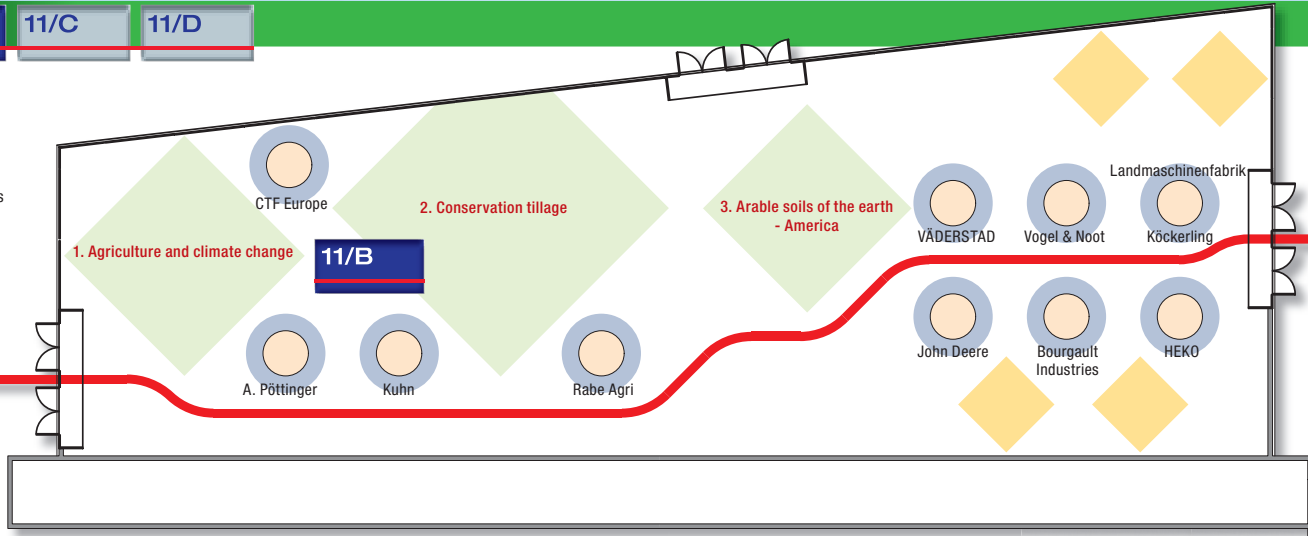 11/C
11/D
s
CTF Europe
1. Agriculture and climate change
2. Conservation tillage
11/B
3. Arable soils of the earth
- America
VÄDERSTAD
Vogel & Noot
Landmaschinenfabrik
Köckerling
A. Pöttinger
Kuhn
Rabe Agri
John Deere
Bourgault
Industries
HEKO